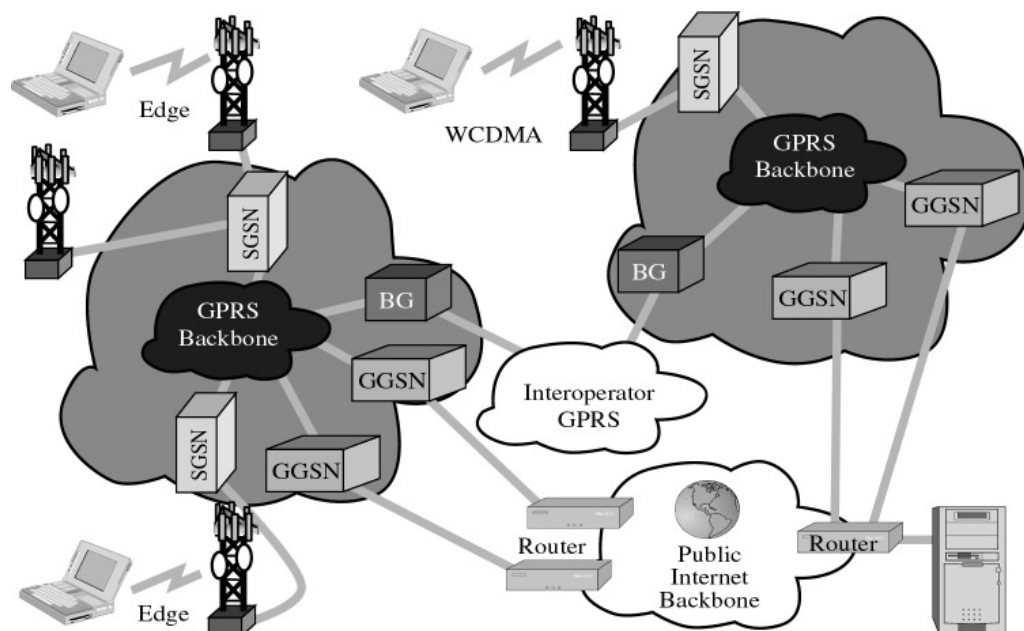 Edge
WCDMA
SGSN
GPRS
Backbone
GGSN
SGSN
BG
GGSN
BG
GPRS
Backbone
GGSN
Interoperator
GPRS
SGSN
GGSN
Router
Public
Internet
Backbone
Router
Edge